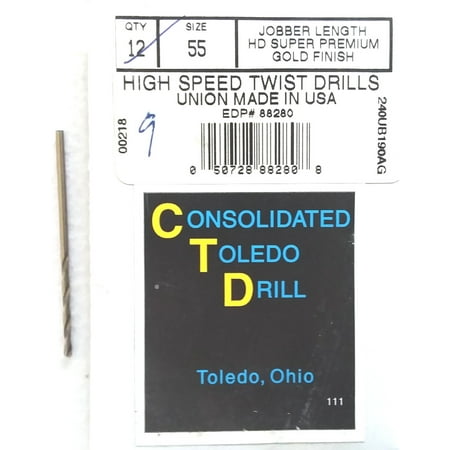 QTY
12
SIZE
55
JOBBER LENGTH
HD SUPER PREMIUM
GOLD FINISH
HIGH SPEED TWIST DRILLS
UNION MADE IN USA
EDP# 88280
00218
9
0 50728 88280 8
240UB190AG
CONSOLIDATED
TOLEDO
DRILL
Toledo, Ohio
111